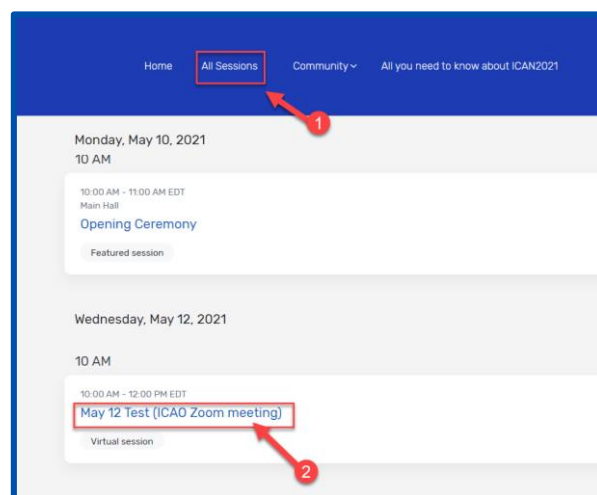 Home All Sessions Community All you need to know about ICAN2021
1
Monday, May 10, 2021
10 AM
10:00 AM - 11:00 AM EDT
Main Hall
Opening Ceremony
Featured session
Wednesday, May 12, 2021
10 AM
10:00 AM - 12:00 PM EDT
May 12 Test (ICAO Zoom meeting)
Virtual session
2